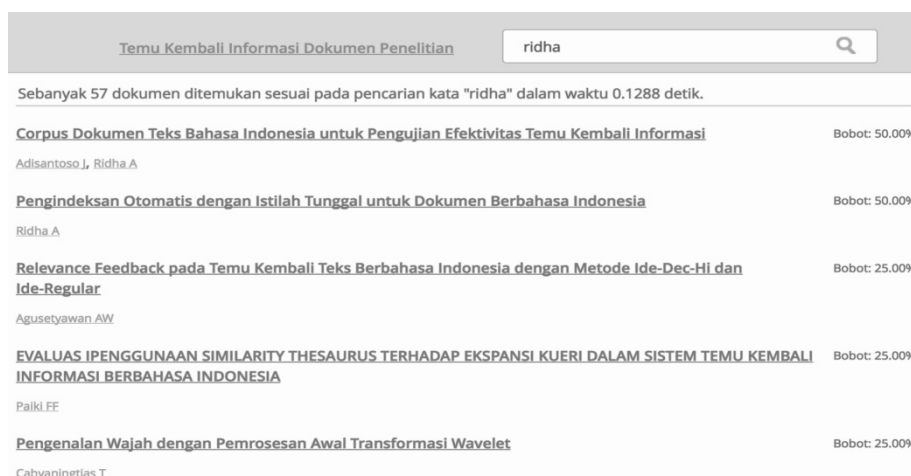 Temu Kembali Informasi Dokumen Penelitian
ridha
Sebanyak 57 dokumen ditemukan sesuai pada pencarian kata "ridha" dalam waktu 0.1288 detik.
Corpus Dokumen Teks Bahasa Indonesia untuk Pengujian Efektivitas Temu Kembali Informasi
Bobot: 50.00%
Adisantoso J, Ridha A
Pengindeksan Otomatis dengan Istilah Tunggal untuk Dokumen Berbahasa Indonesia
Bobot: 50.00%
Ridha A
Relevance Feedback pada Temu Kembali Teks Berbahasa Indonesia dengan Metode Ide-Dec-Hi dan
Bobot: 25.00%
Ide-Regular
Agusetyawan AW
EVALUAS IPENGGUNAAN SIMILARITY THESAURUS TERHADAP EKSPANSI KUERI DALAM SISTEM TEMU KEMBALI
Bobot: 25.00%
INFORMASI BERBAHASA INDONESIA
Paiki FF
Pengenalan Wajah dengan Pemrosesan Awal Transformasi Wavelet
Bobot: 25.00%
Cahyaningtias T